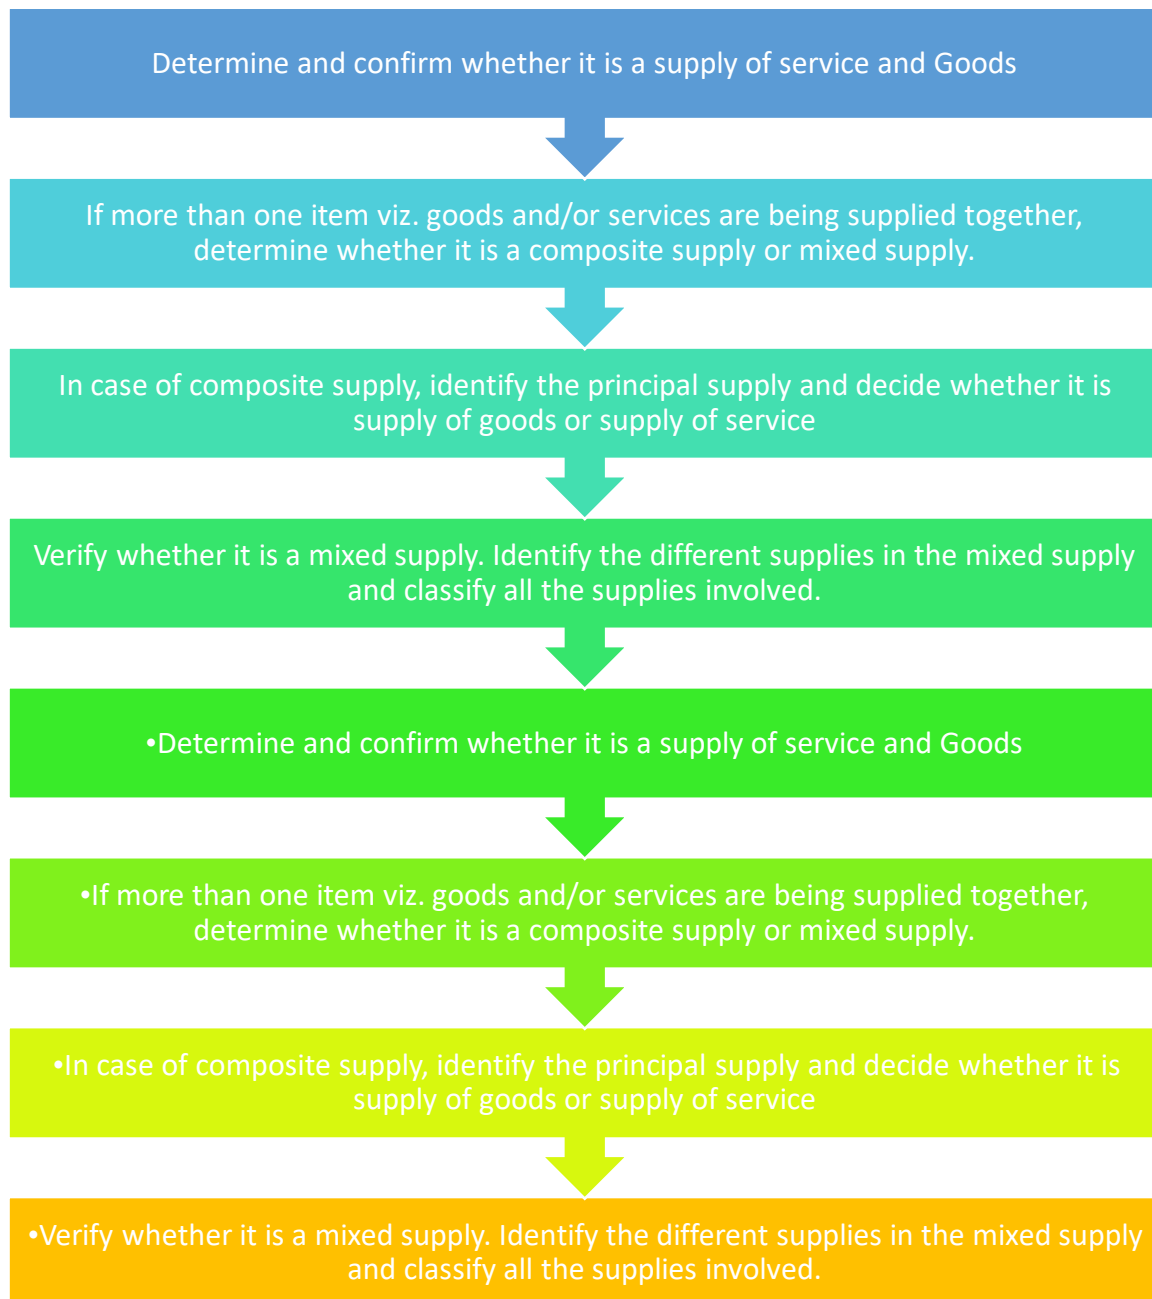 Determine and confirm whether it is a supply of service and Goods
If more than one item viz. goods and/or services are being supplied together,
determine whether it is a composite supply or mixed supply.
In case of composite supply, identify the principal supply and decide whether it is
supply of goods or supply of service
Verify whether it is a mixed supply. Identify the different supplies in the mixed supply
and classify all the supplies involved.
•Determine and confirm whether it is a supply of service and Goods
•If more than one item viz. goods and/or services are being supplied together,
determine whether it is a composite supply or mixed supply.
•In case of composite supply, identify the principal supply and decide whether it is
supply of goods or supply of service
•Verify whether it is a mixed supply. Identify the different supplies in the mixed supply
and classify all the supplies involved.